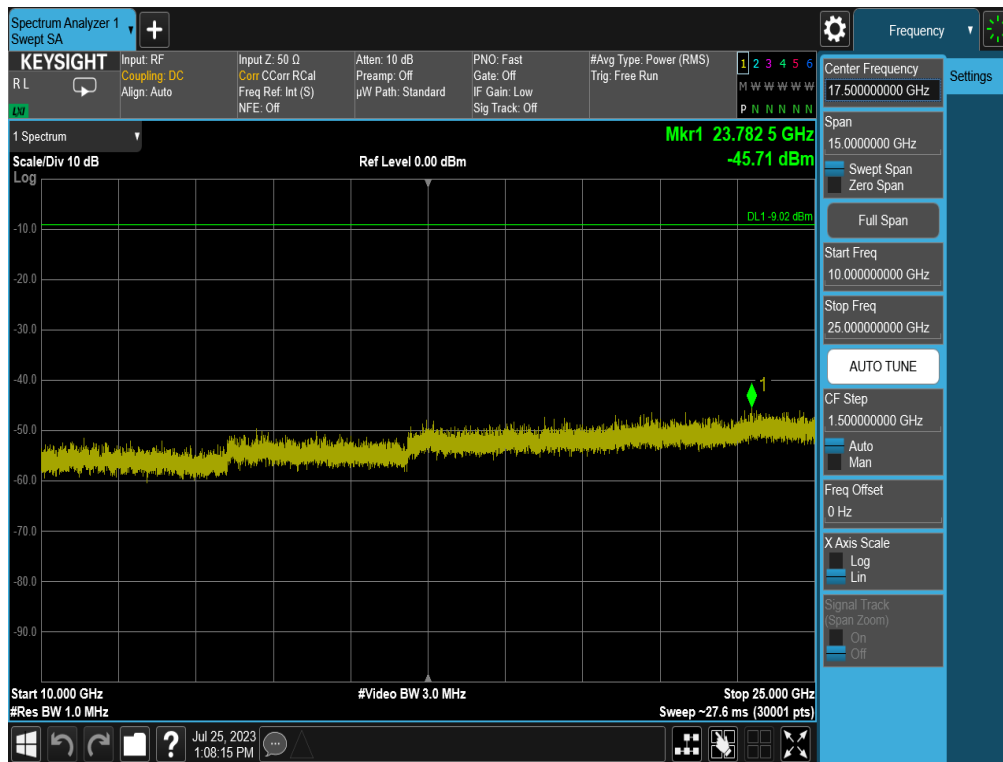 Spectrum Analyzer 1
Swept SA
Frequency
KEYSIGHT
R L
LXI
Input: RF
Coupling: DC
Align: Auto
Input Z: 50 Ω
Corr CCorr RCal
Freq Ref: Int (S)
NFE: Off
Atten: 10 dB
Preamp: Off
µW Path: Standard
PNO: Fast
Gate: Off
IF Gain: Low
Sig Track: Off
#Avg Type: Power (RMS)
Trig: Free Run
1 2 3 4 5 6
M W W W W W
P N N N N N
1 Spectrum
Scale/Div 10 dB
Log
Ref Level 0.00 dBm
Mkr1 23.782 5 GHz
-45.71 dBm
DL1 -9.02 dBm
-10.0
-20.0
-30.0
-40.0
1
-50.0
-60.0
-70.0
-80.0
-90.0
Start 10.000 GHz
#Res BW 1.0 MHz
#Video BW 3.0 MHz
Stop 25.000 GHz
Sweep ~27.6 ms (30001 pts)
Center Frequency
17.500000000 GHz
Settings
Span
15.0000000 GHz
Swept Span
Zero Span
Full Span
Start Freq
10.000000000 GHz
Stop Freq
25.000000000 GHz
AUTO TUNE
CF Step
1.500000000 GHz
Auto
Man
Freq Offset
0 Hz
X Axis Scale
Log
Lin
Signal Track
(Span Zoom)
On
Off
?
Jul 25, 2023
1:08:15 PM